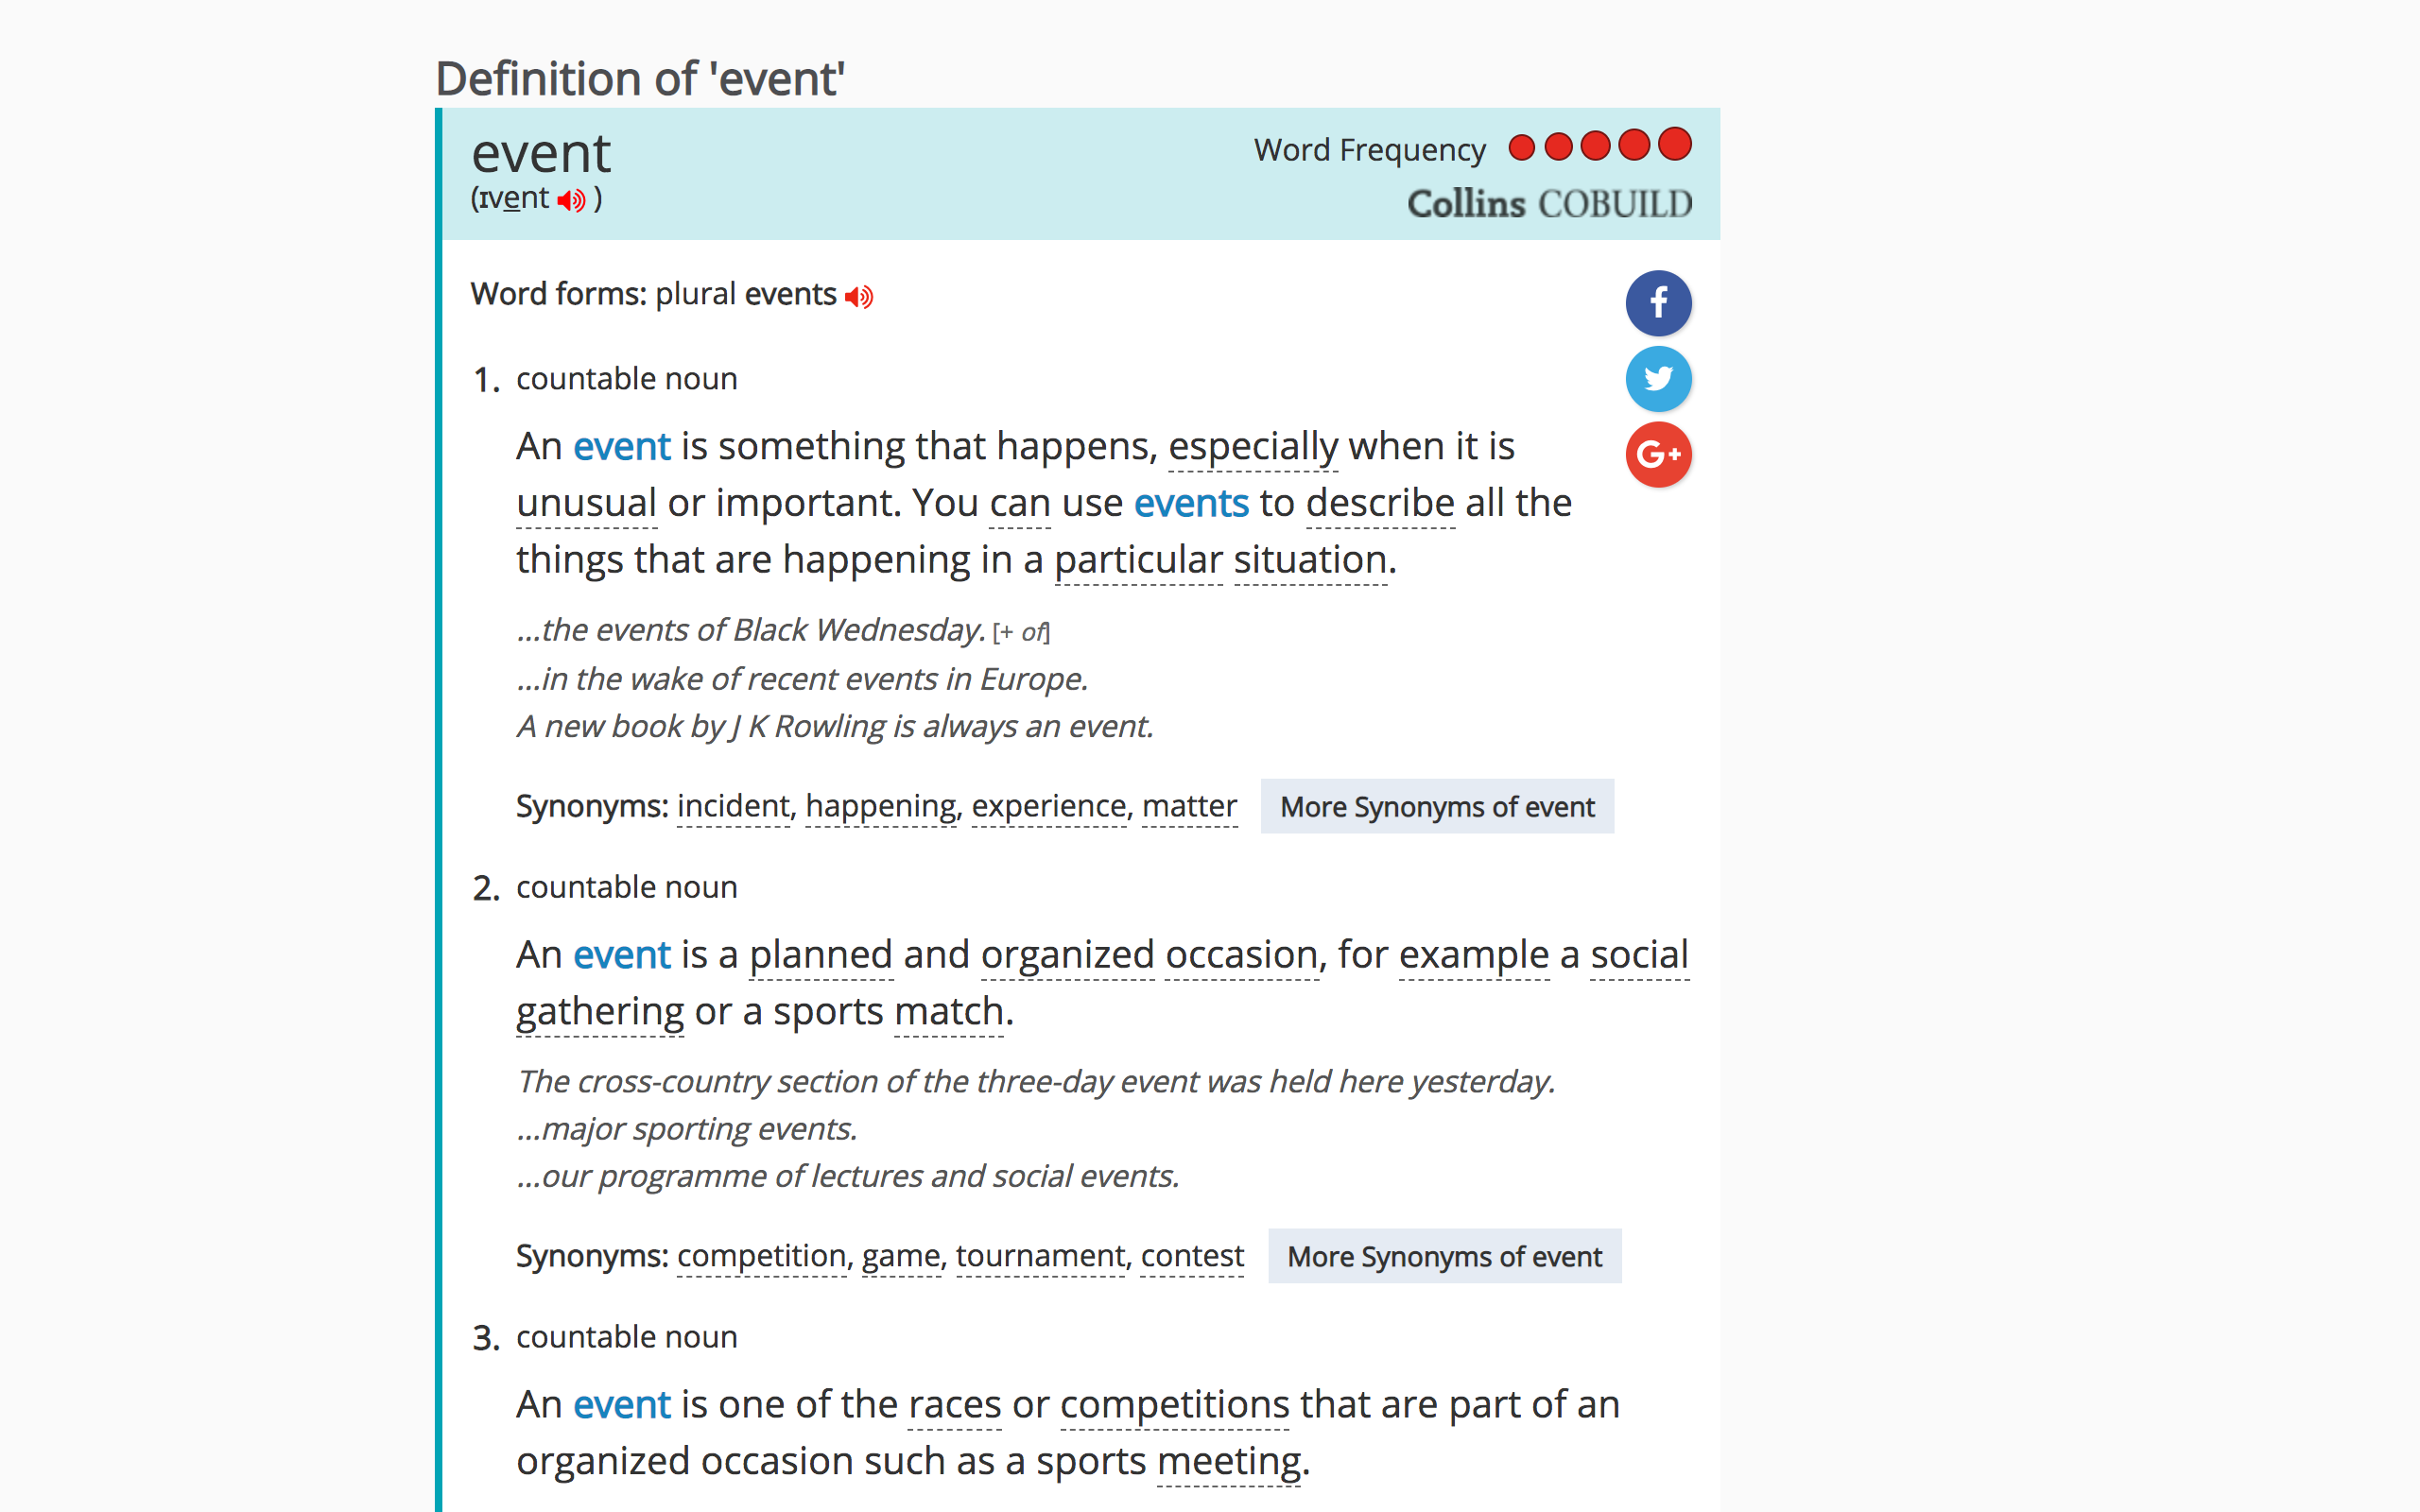 Definition of 'event'
event
Word Frequency
(ɪvent )
Collins COBUILD
Word forms: plural events
1. countable noun
An event is something that happens, especially when it is
unusual or important. You can use events to describe all the
things that are happening in a particular situation.
...the events of Black Wednesday. [+ of]
...in the wake of recent events in Europe.
A new book by J K Rowling is always an event.
Synonyms: incident, happening, experience, matter More Synonyms of event
2. countable noun
An event is a planned and organized occasion, for example a social
gathering or a sports match.
The cross-country section of the three-day event was held here yesterday.
...major sporting events.
...our programme of lectures and social events.
Synonyms: competition, game, tournament, contest More Synonyms of event
3. countable noun
An event is one of the races or competitions that are part of an
organized occasion such as a sports meeting.
f
G+